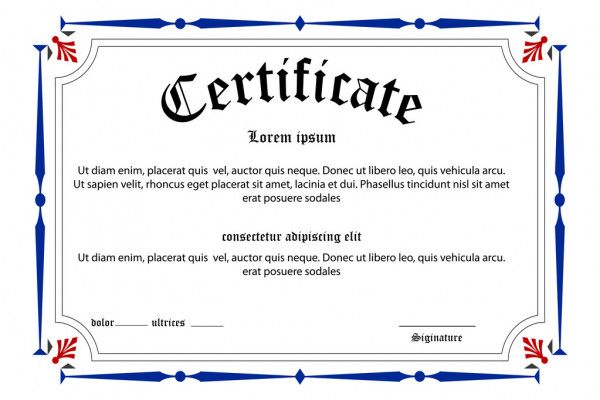 Certificate
Lorem ipsum
Ut diam enim, placerat quis vel, auctor quis neque. Donec ut libero leo, quis vehicula arcu.
Ut sapien velit, rhoncus eget placerat sit amet, lacinia et dui. Phasellus tincidunt nisl sit amet
erat posuere sodales
consectetur adipiscing elit
Ut diam enim, placerat quis vel, auctor quis neque. Donec ut libero leo, quis vehicula arcu.
erat posuere sodales
dolor______ ultrices ______
Siginature